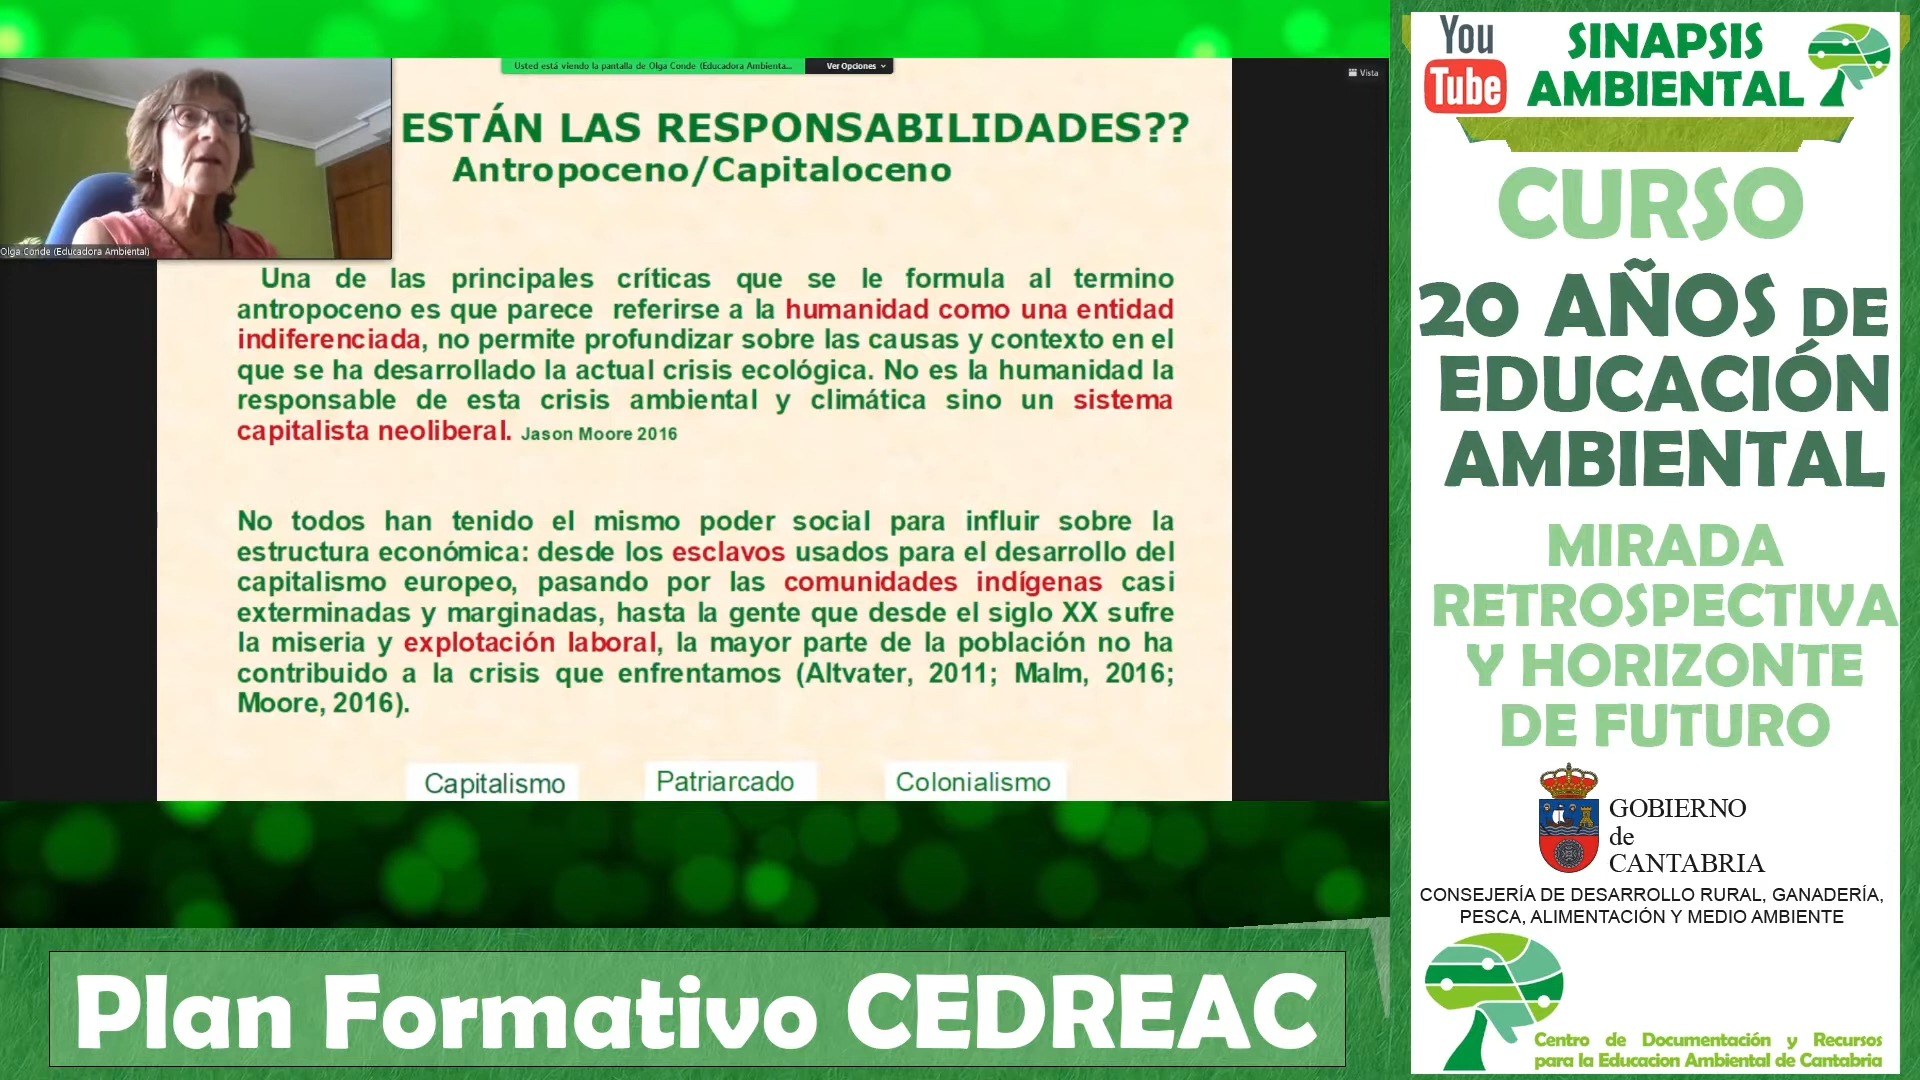 Usted está viendo la pantalla de Olga Conde (Educadora Ambienta...
Ver Opciones
Vista
Olga Conde (Educadora Ambiental)
ESTÁN LAS RESPONSABILIDADES??
Antropoceno/Capitaloceno
Una de las principales críticas que se le formula al termino
antropoceno es que parece referirse a la humanidad como una entidad
indiferenciada, no permite profundizar sobre las causas y contexto en el
que se ha desarrollado la actual crisis ecológica. No es la humanidad la
responsable de esta crisis ambiental y climática sino un sistema
capitalista neoliberal. Jason Moore 2016
No todos han tenido el mismo poder social para influir sobre la
estructura económica: desde los esclavos usados para el desarrollo del
capitalismo europeo, pasando por las comunidades indígenas casi
exterminadas y marginadas, hasta la gente que desde el siglo XX sufre
la miseria y explotación laboral, la mayor parte de la población no ha
contribuido a la crisis que enfrentamos (Altvater, 2011; Malm, 2016;
Moore, 2016).
Capitalismo
Patriarcado
Colonialismo
Plan Formativo CEDREAC
You
Tube
SINAPSIS
AMBIENTAL
CURSO
20 AÑOS DE
EDUCACIÓN
AMBIENTAL
MIRADA
RETROSPECTIVA
Y HORIZONTE
DE FUTURO
GOBIERNO
de
CANTABRIA
CONSEJERÍA DE DESARROLLO RURAL, GANADERÍA,
PESCA, ALIMENTACIÓN Y MEDIO AMBIENTE
Centro de Documentación y Recursos
para la Educacion Ambiental de Cantabria